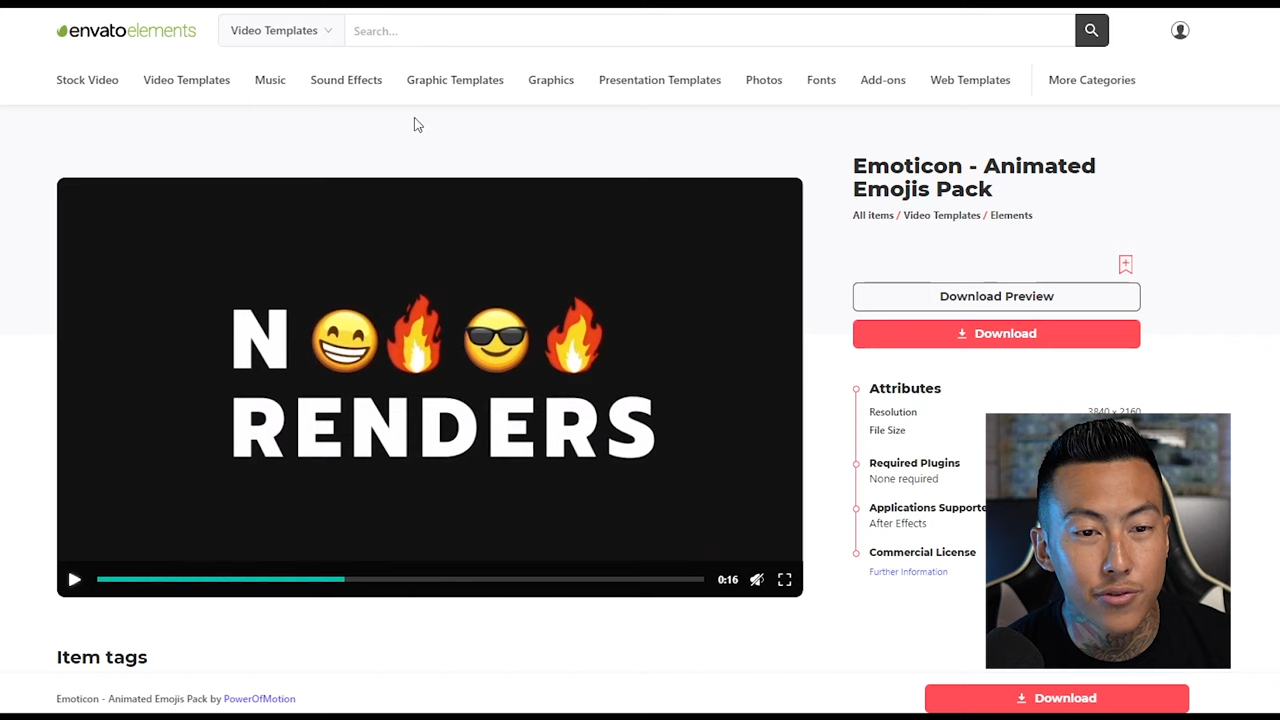 envatoelements
Video Templates
Search...
Stock Video
Video Templates
Music
Sound Effects
Graphic Templates
Graphics
Presentation Templates
Photos
Fonts
Add-ons
Web Templates
More Categories
N 😁🔥😎🔥
RENDERS
0:16
Emoticon - Animated
Emojis Pack
All items / Video Templates / Elements
Download Preview
Download
Attributes
Resolution 3840 x 2160
File Size
Required Plugins
None required
Applications Supporte
After Effects
Commercial License
Further Information
Item tags
Emoticon - Animated Emojis Pack by PowerOfMotion
Download